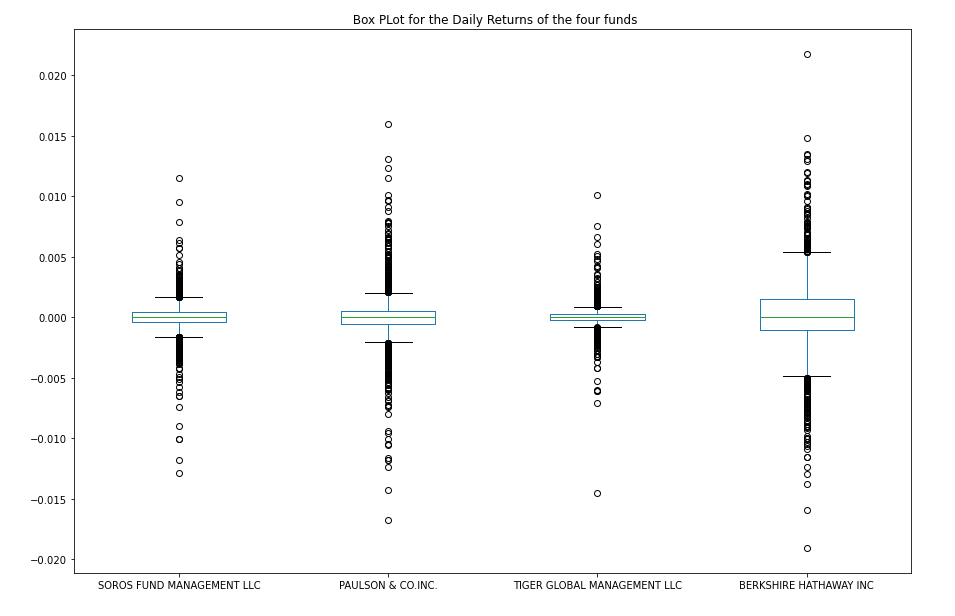 Box PLot for the Daily Returns of the four funds
0.020
0.015
0.010
0.005
0.000
−0.005
−0.010
−0.015
−0.020
SOROS FUND MANAGEMENT LLC
PAULSON & CO.INC.
TIGER GLOBAL MANAGEMENT LLC
BERKSHIRE HATHAWAY INC